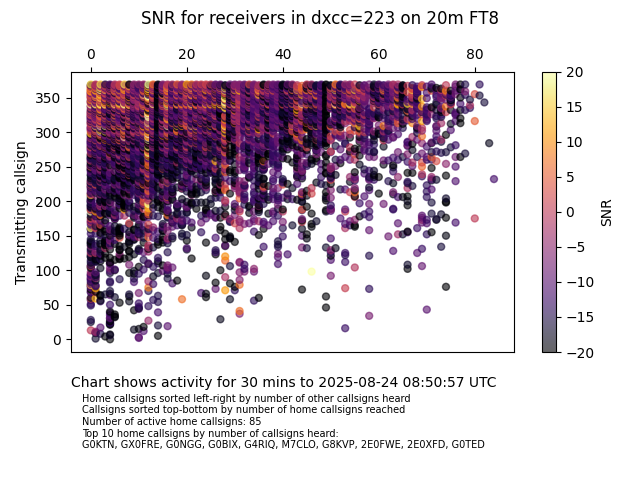 SNR for receivers in dxcc=223 on 20m FT8
0 20 40 60 80
350
300
250
200
150
100
50
0
Transmitting callsign
20
15
10
5
0
−5
−10
−15
−20
SNR
Chart shows activity for 30 mins to 2025-08-24 08:50:57 UTC
Home callsigns sorted left-right by number of other callsigns heard
Callsigns sorted top-bottom by number of home callsigns reached
Number of active home callsigns: 85
Top 10 home callsigns by number of callsigns heard:
G0KTN, GX0FRE, G0NGG, G0BIX, G4RIQ, M7CLO, G8KVP, 2E0FWE, 2E0XFD, G0TED